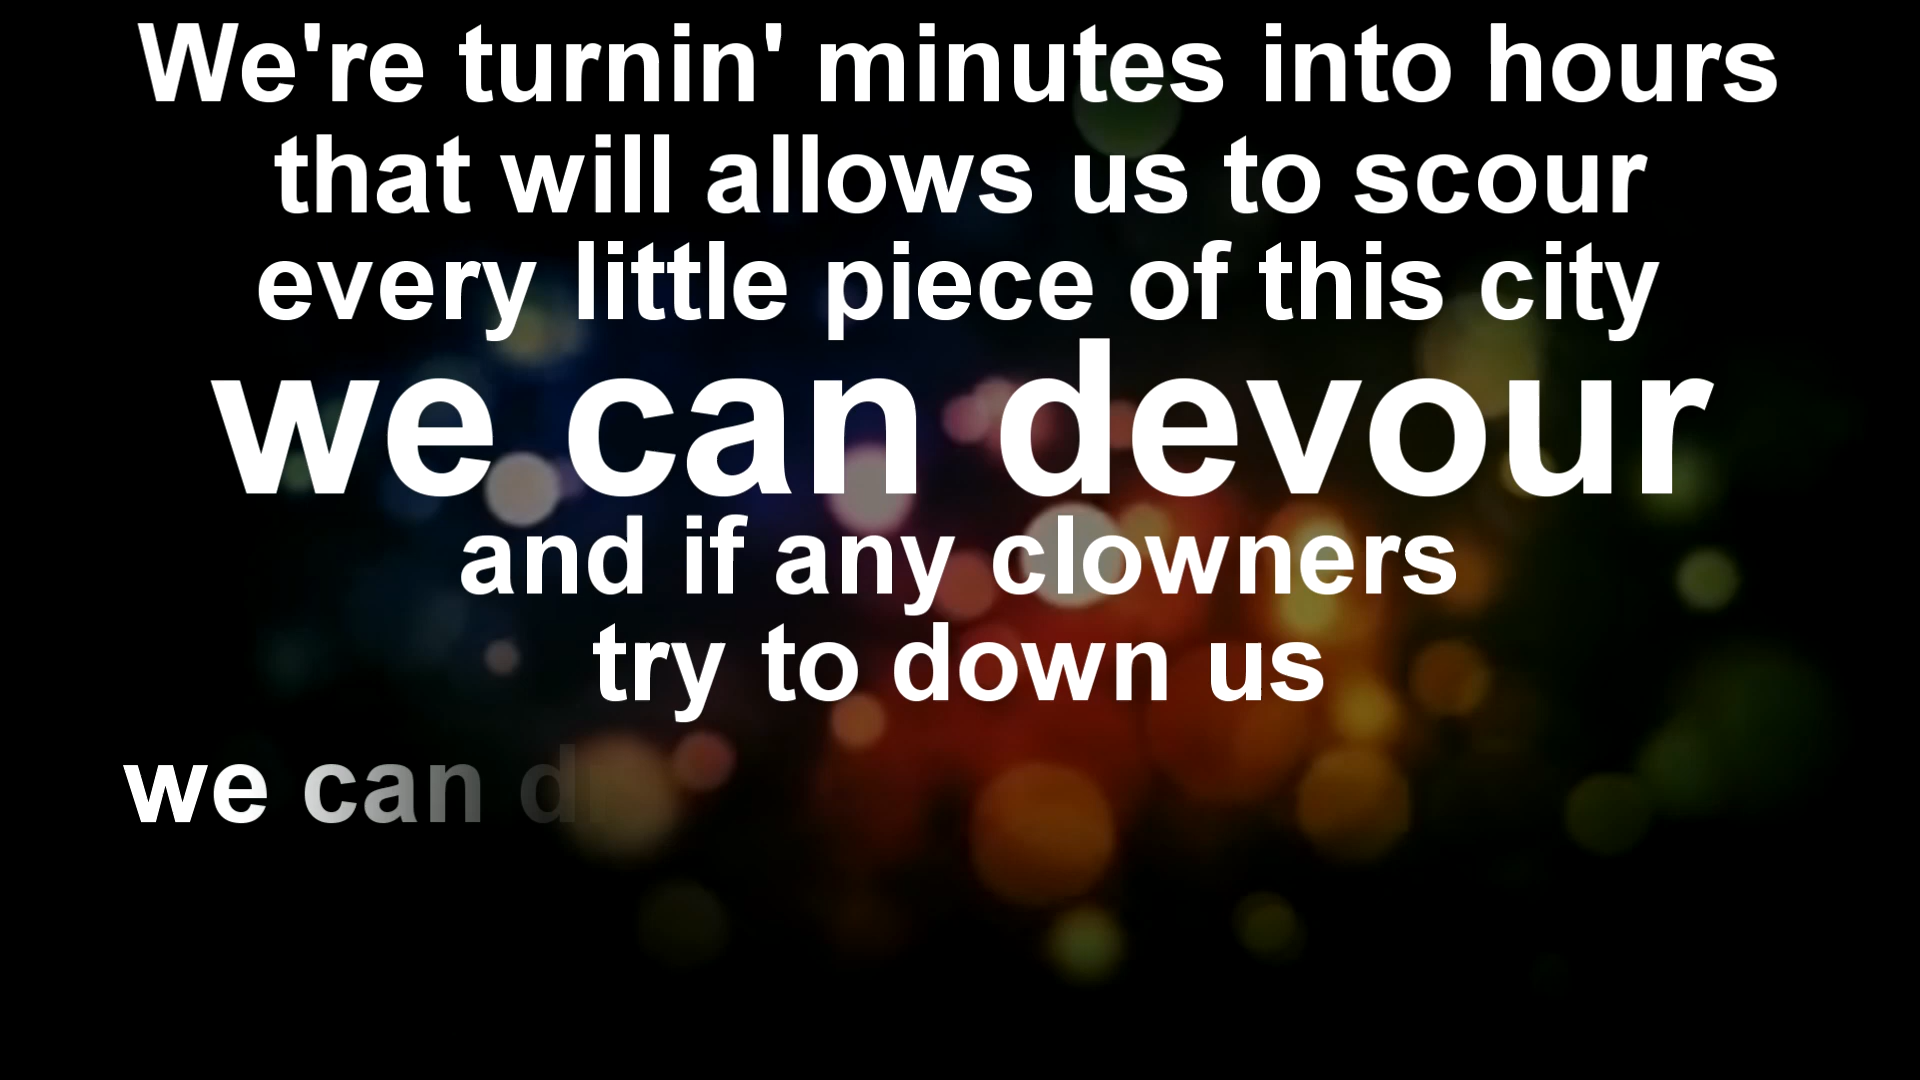 We're turnin' minutes into hours
that will allows us to scour
every little piece of this city
we can devour
and if any clowners
try to down us
we can